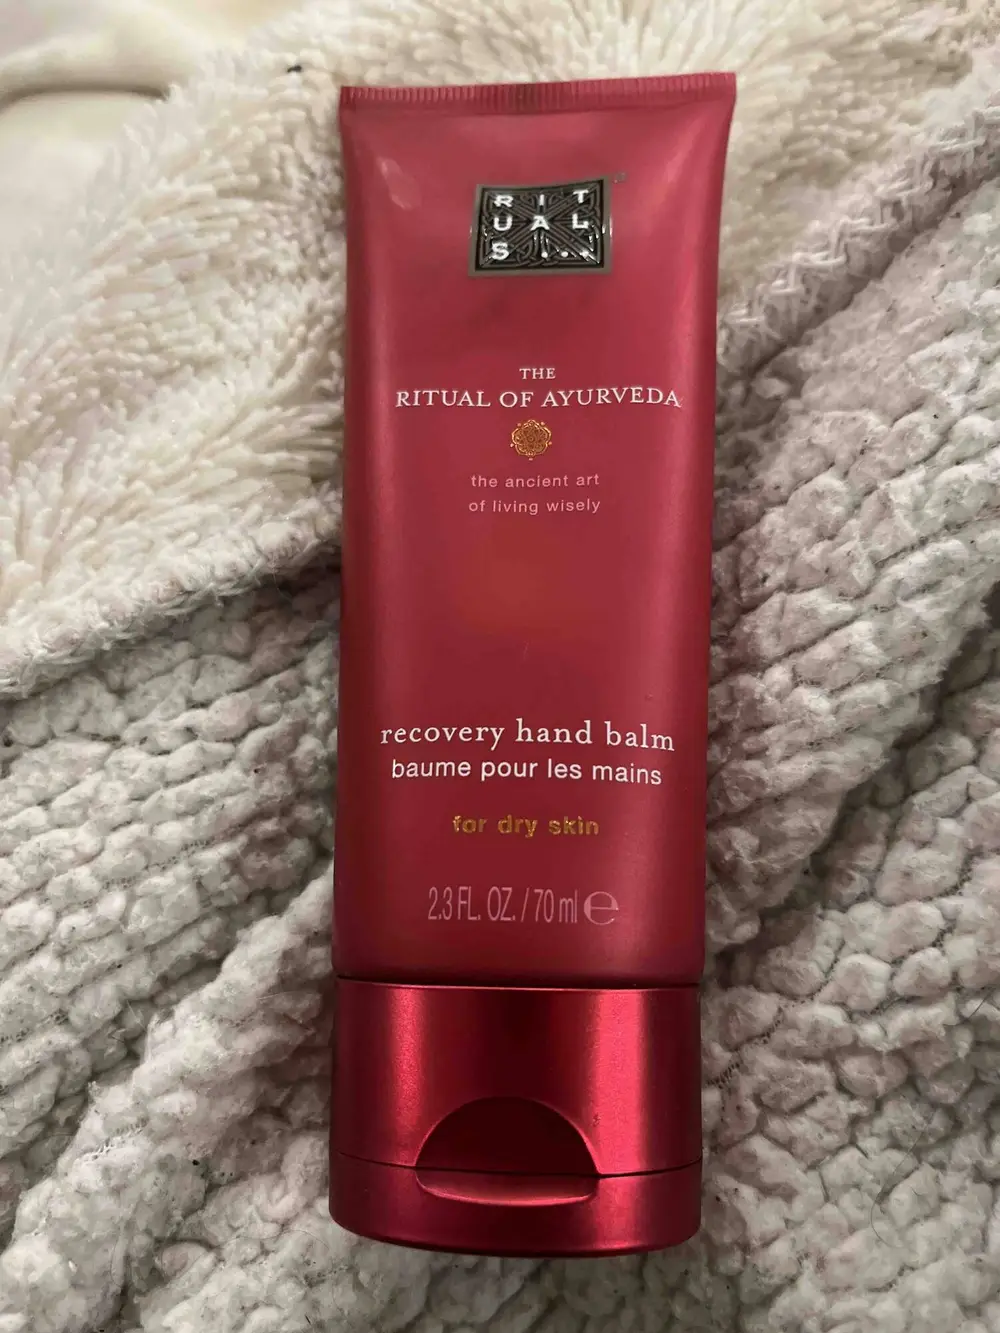 RIT
UAL
S...
THE
RITUAL OF AYURVEDA
the ancient art
of living wisely
recovery hand balm
baume pour les mains
for dry skin
2.3 FL. OZ. / 70 ml ℮